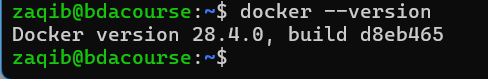 zaqib@bdacourse:~$ docker --version
Docker version 28.4.0, build d8eb465
zaqib@bdacourse:~$